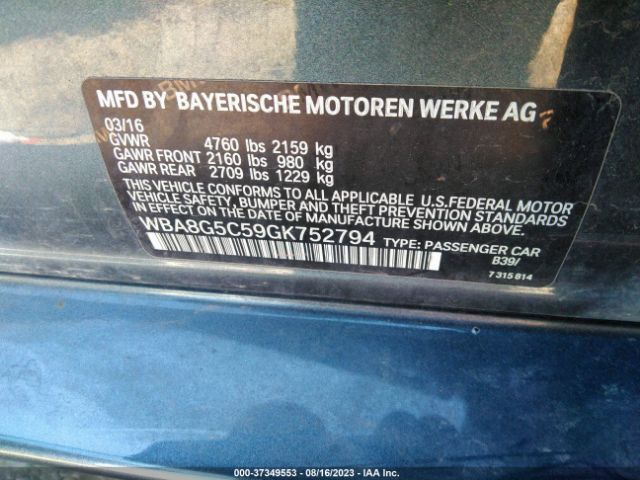 MFD BY BAYERISCHE MOTOREN WERKE AG
03/16
GVWR 4760 lbs 2159 kg
GAWR FRONT 2160 lbs 980 kg
GAWR REAR 2709 lbs 1229 kg
THIS VEHICLE CONFORMS TO ALL APPLICABLE U.S.FEDERAL MOTOR
VEHICLE SAFETY, BUMPER AND THEFT PREVENTION STANDARDS
IN EFFECT ON THE DATE OF MANUFACTURE SHOWN ABOVE.
WBA8G5C59GK752794 TYPE: PASSENGER CAR
B39/
7 315 814
000-37349553 - 08/16/2023 - IAA Inc.